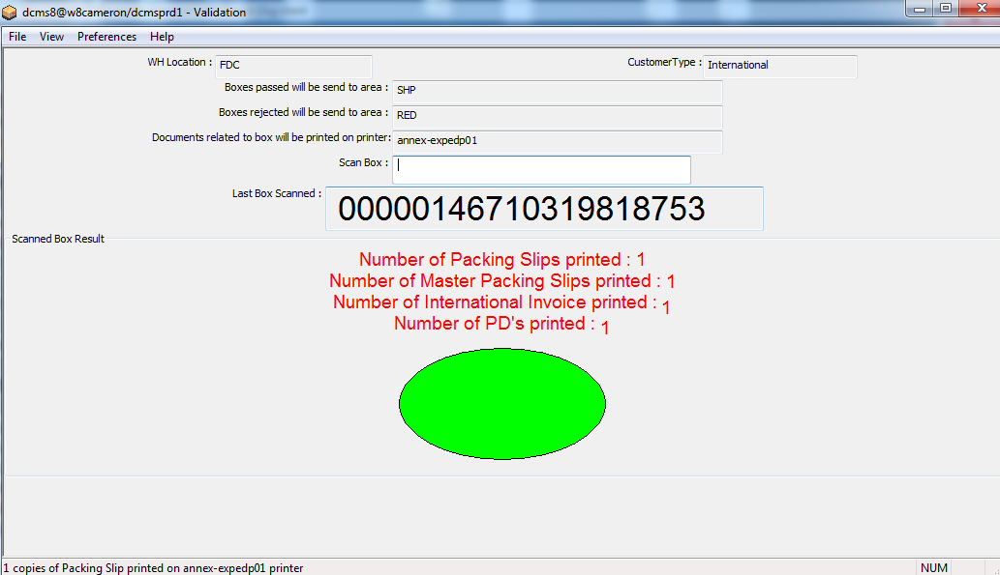 dcms8@w8cameron/dcmsprd1 - Validation
File View Preferences Help
WH Location : FDC CustomerType : International
Boxes passed will be send to area : SHP
Boxes rejected will be send to area : RED
Documents related to box will be printed on printer: annex-expedp01
Scan Box :
Last Box Scanned : 00000146710319818753
Scanned Box Result
Number of Packing Slips printed : 1
Number of Master Packing Slips printed : 1
Number of International Invoice printed : 1
Number of PD's printed : 1
1 copies of Packing Slip printed on annex-expedp01 printer NUM